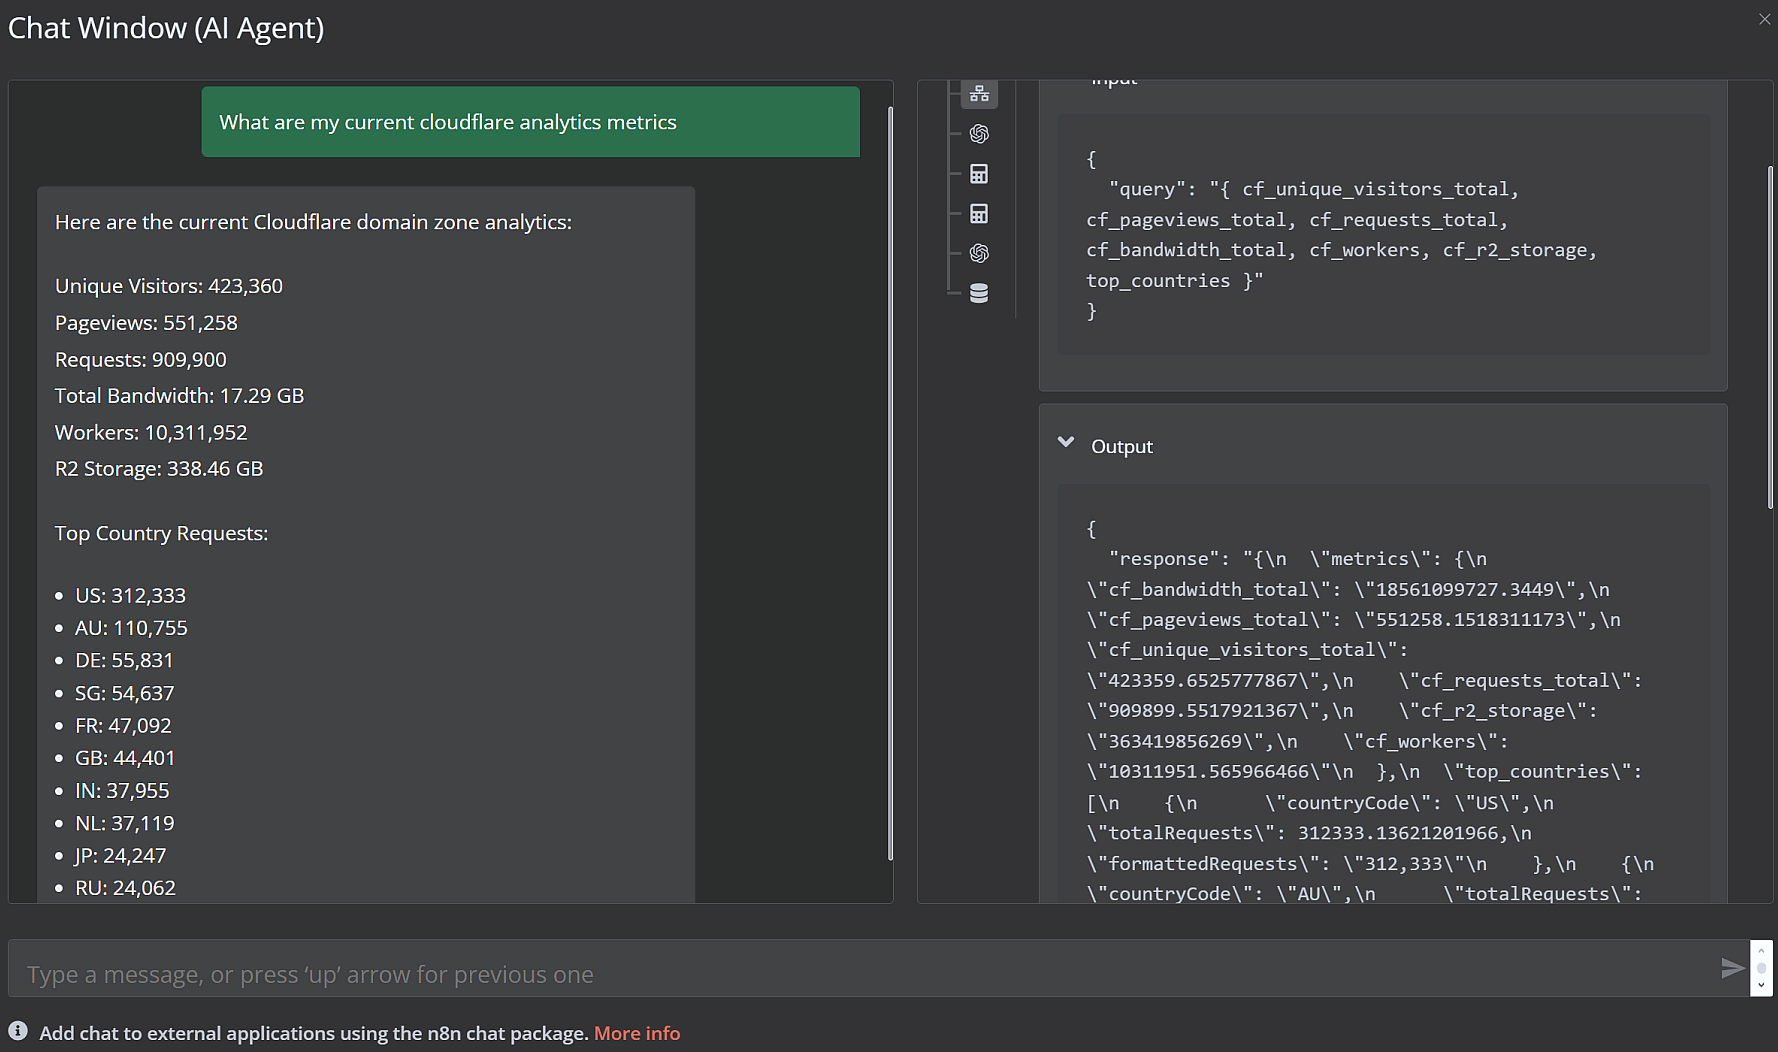 Chat Window (AI Agent)
What are my current cloudflare analytics metrics
Here are the current Cloudflare domain zone analytics:
Unique Visitors: 423,360
Pageviews: 551,258
Requests: 909,900
Total Bandwidth: 17.29 GB
Workers: 10,311,952
R2 Storage: 338.46 GB
Top Country Requests:
• US: 312,333
• AU: 110,755
• DE: 55,831
• SG: 54,637
• FR: 47,092
• GB: 44,401
• IN: 37,955
• NL: 37,119
• JP: 24,247
• RU: 24,062
Input
{
"query": "{ cf_unique_visitors_total,
cf_pageviews_total, cf_requests_total,
cf_bandwidth_total, cf_workers, cf_r2_storage,
top_countries }"
}
Output
{
"response": "{\n  \"metrics\": {\n
\"cf_bandwidth_total\": \"18561099727.3449\",\n
\"cf_pageviews_total\": \"551258.1518311173\",\n
\"cf_unique_visitors_total\":
\"423359.6525777867\",\n    \"cf_requests_total\":
\"909899.5517921367\",\n    \"cf_r2_storage\":
\"363419856269\",\n    \"cf_workers\":
\"10311951.565966466\"\n  },\n  \"top_countries\":
[\n    {\n      \"countryCode\": \"US\",\n
\"totalRequests\": 312333.13621201966,\n
\"formattedRequests\": \"312,333\"\n    },\n    {\n
\"countryCode\": \"AU\",\n      \"totalRequests\":
Type a message, or press ‘up’ arrow for previous one
Add chat to external applications using the n8n chat package. More info